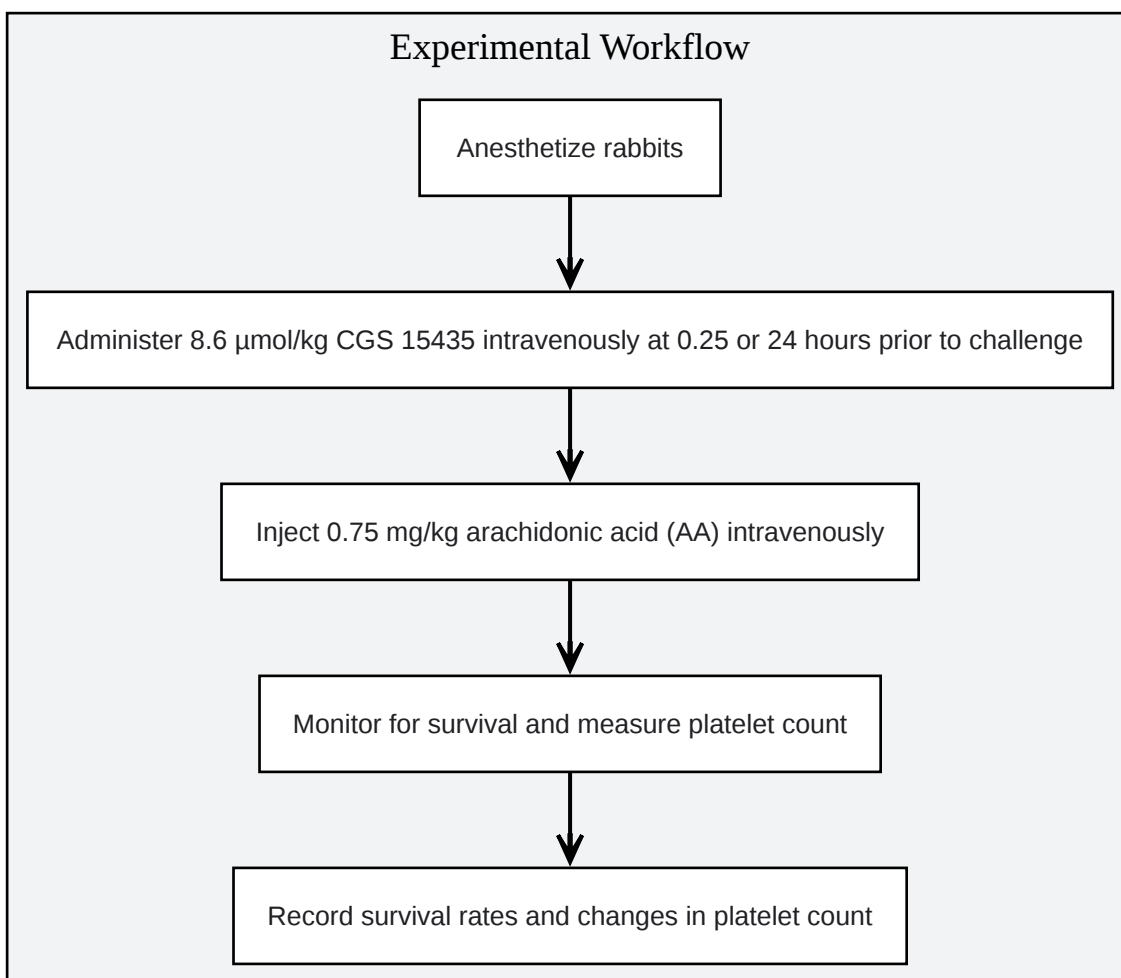 Experimental Workflow
Anesthetize rabbits
Administer 8.6 µmol/kg CGS 15435 intravenously at 0.25 or 24 hours prior to challenge
Inject 0.75 mg/kg arachidonic acid (AA) intravenously
Monitor for survival and measure platelet count
Record survival rates and changes in platelet count